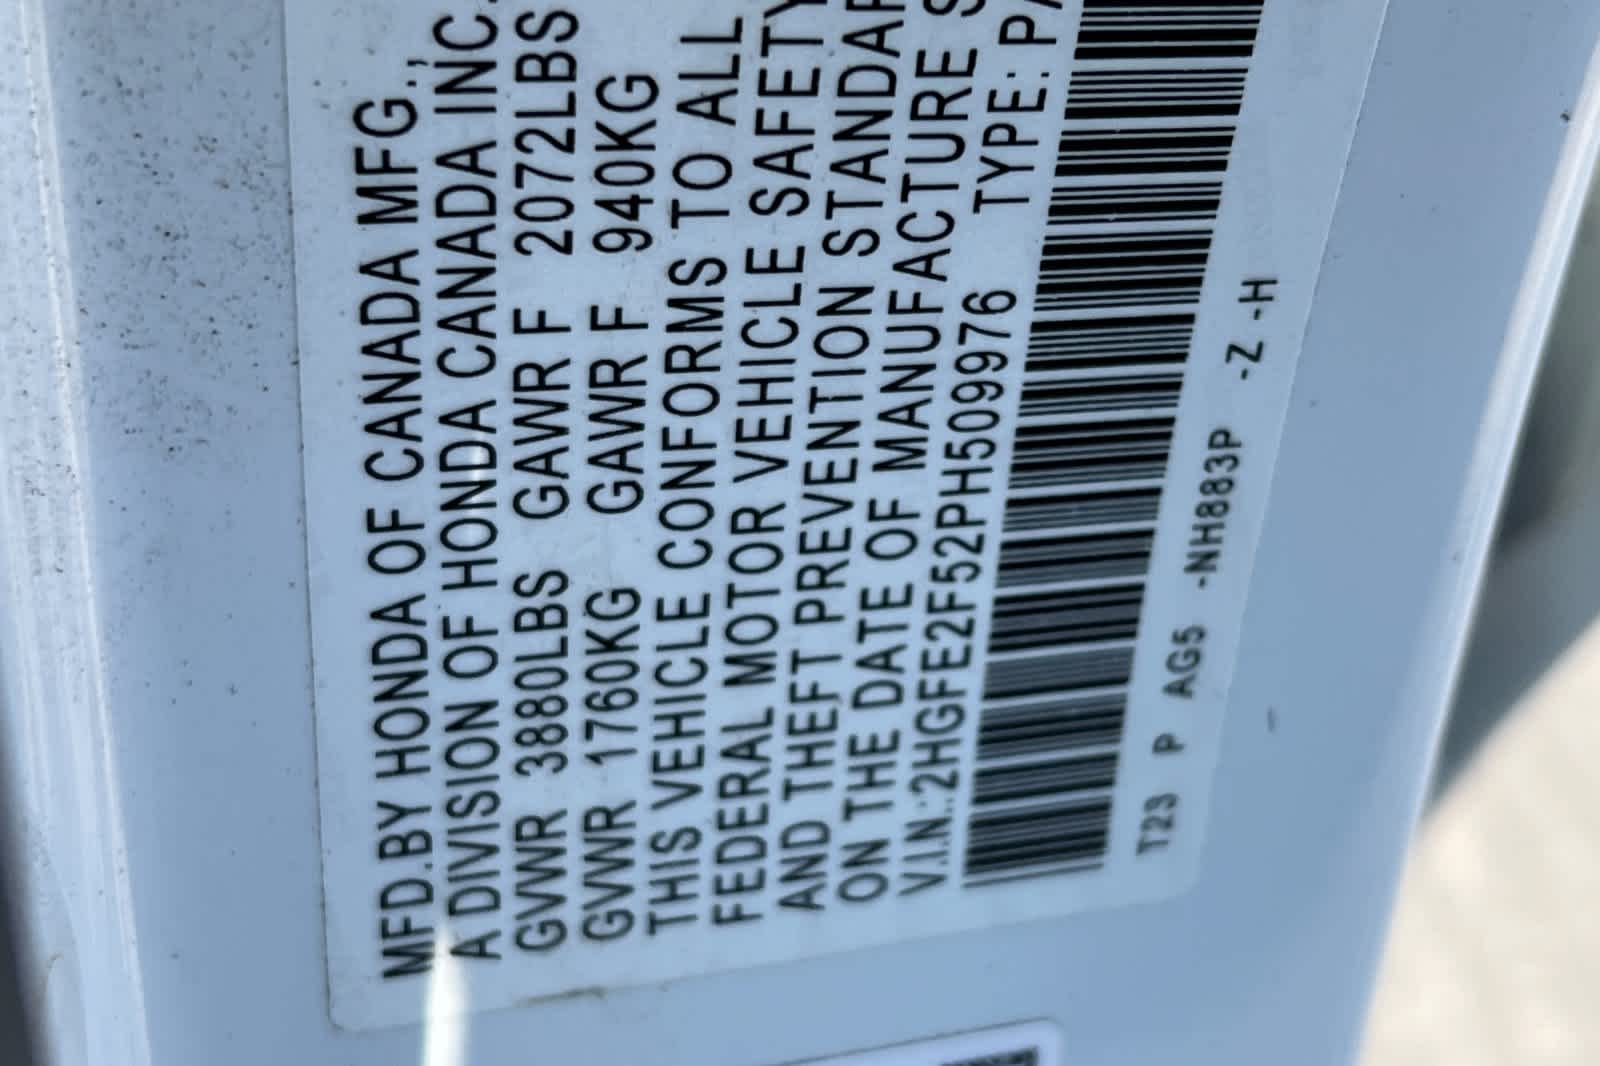 MFD.BY HONDA OF CANADA MFG.,
A DIVISION OF HONDA CANADA INC.
GVWR 3880LBS GAWR F 2072LBS
GVWR 1760KG GAWR F 940KG
THIS VEHICLE CONFORMS TO ALL
FEDERAL MOTOR VEHICLE SAFETY
AND THEFT PREVENTION STANDAR
ON THE DATE OF MANUFACTURE S
V.I.N.:2HGFE2F52PH509976 TYPE: PA
T23 P AG5 -NH883P -Z -H